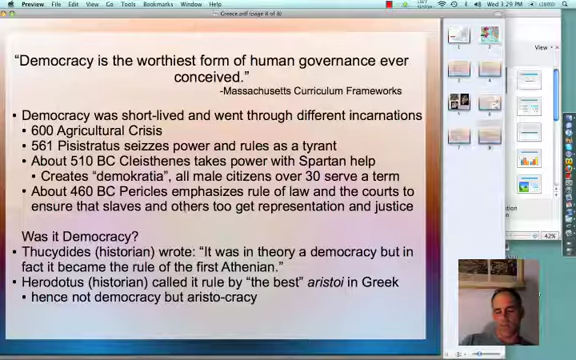 Preview File Edit View Go Tools Bookmarks Window Help
Wed 3:29 PM
Greece.pdf (page 6 of 8)
“Democracy is the worthiest form of human governance ever
conceived.”
-Massachusetts Curriculum Frameworks
• Democracy was short-lived and went through different incarnations
• 600 Agricultural Crisis
• 561 Pisistratus seizzes power and rules as a tyrant
• About 510 BC Cleisthenes takes power with Spartan help
• Creates “demokratia”, all male citizens over 30 serve a term
• About 460 BC Pericles emphasizes rule of law and the courts to
ensure that slaves and others too get representation and justice
Was it Democracy?
• Thucydides (historian) wrote: “It was in theory a democracy but in
fact it became the rule of the first Athenian.”
• Herodotus (historian) called it rule by “the best” aristoi in Greek
• hence not democracy but aristo-cracy
View
42%